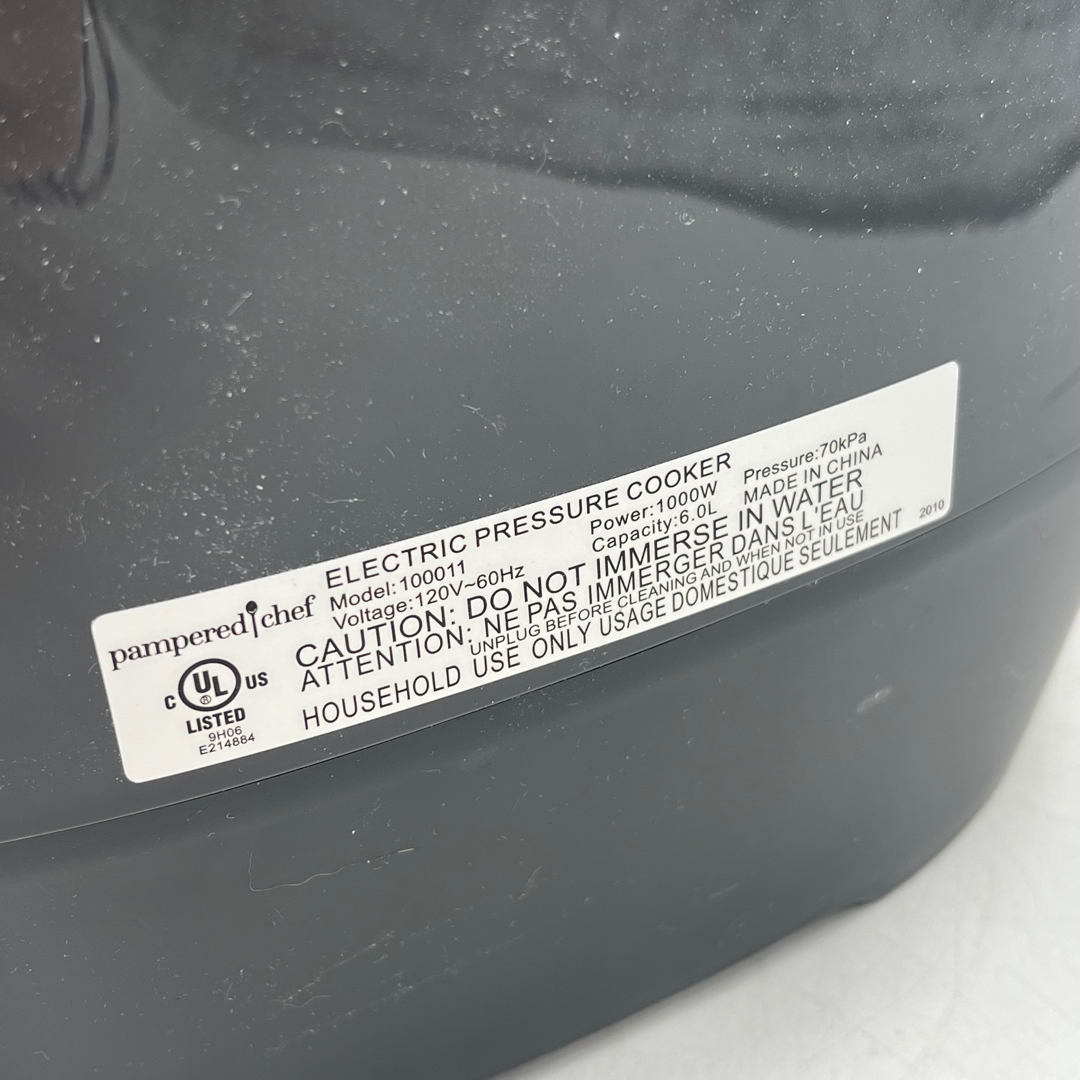 pampered chef
C UL US
®
LISTED
9H06
E214884
ELECTRIC PRESSURE COOKER
Model:100011 Power:1000W Pressure:70kPa
Voltage:120V~60Hz Capacity:6.0L MADE IN CHINA
CAUTION: DO NOT IMMERSE IN WATER
ATTENTION: NE PAS IMMERGER DANS L'EAU
UNPLUG BEFORE CLEANING AND WHEN NOT IN USE
HOUSEHOLD USE ONLY USAGE DOMESTIQUE SEULEMENT 2010